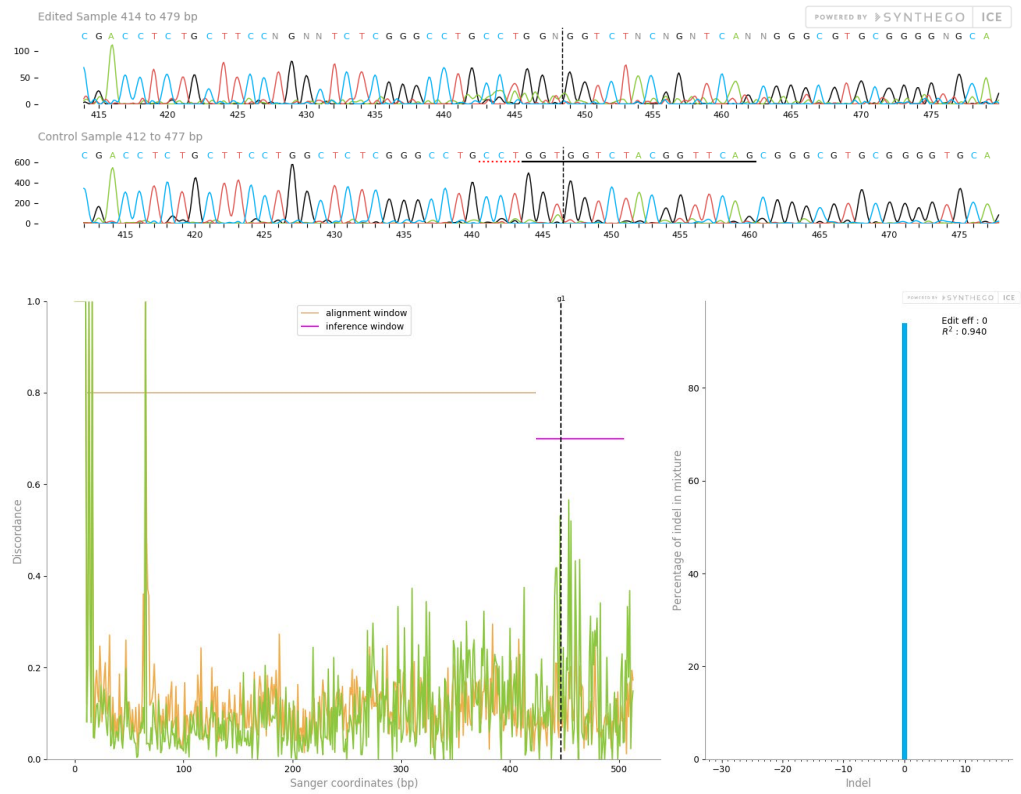 Edited Sample 414 to 479 bp
POWERED BY SYNTHEGO ICE
C G A C C T C T G C T T C C N G N N T C T C G G G C C T G C C T G G N G G T C T N C N G N T C A N N G G G C G T G C G G G G N G C A
100
50
0
415 420 425 430 435 440 445 450 455 460 465 470 475
Control Sample 412 to 477 bp
C G A C C T C T G C T T C C T G G C T C T C G G G C C T G C C T G G T G G T C T A C G G T T C A G C G G G C G T G C G G G G T G C A
600
400
200
0
415 420 425 430 435 440 445 450 455 460 465 470 475
POWERED BY SYNTHEGO ICE
g1
1.0
alignment window
inference window
Edit eff : 0
R² : 0.940
0.8
0.6
0.4
0.2
0.0
Discordance
0 100 200 300 400 500
Sanger coordinates (bp)
80
60
40
20
0
Percentage of indel in mixture
−30 −20 −10 0 10
Indel